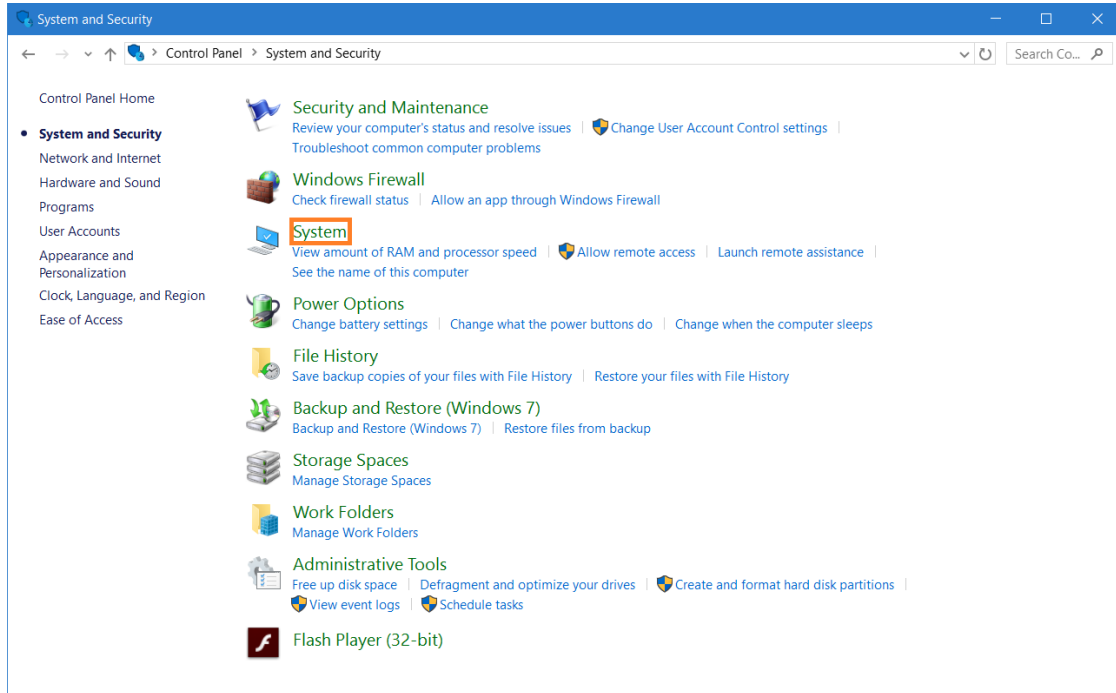 System and Security
Control Panel > System and Security
Search Co...
Control Panel Home
System and Security
Network and Internet
Hardware and Sound
Programs
User Accounts
Appearance and
Personalization
Clock, Language, and Region
Ease of Access
Security and Maintenance
Review your computer's status and resolve issues
Change User Account Control settings
Troubleshoot common computer problems
Windows Firewall
Check firewall status
Allow an app through Windows Firewall
System
View amount of RAM and processor speed
Allow remote access
Launch remote assistance
See the name of this computer
Power Options
Change battery settings
Change what the power buttons do
Change when the computer sleeps
File History
Save backup copies of your files with File History
Restore your files with File History
Backup and Restore (Windows 7)
Backup and Restore (Windows 7)
Restore files from backup
Storage Spaces
Manage Storage Spaces
Work Folders
Manage Work Folders
Administrative Tools
Free up disk space
Defragment and optimize your drives
Create and format hard disk partitions
View event logs
Schedule tasks
Flash Player (32-bit)